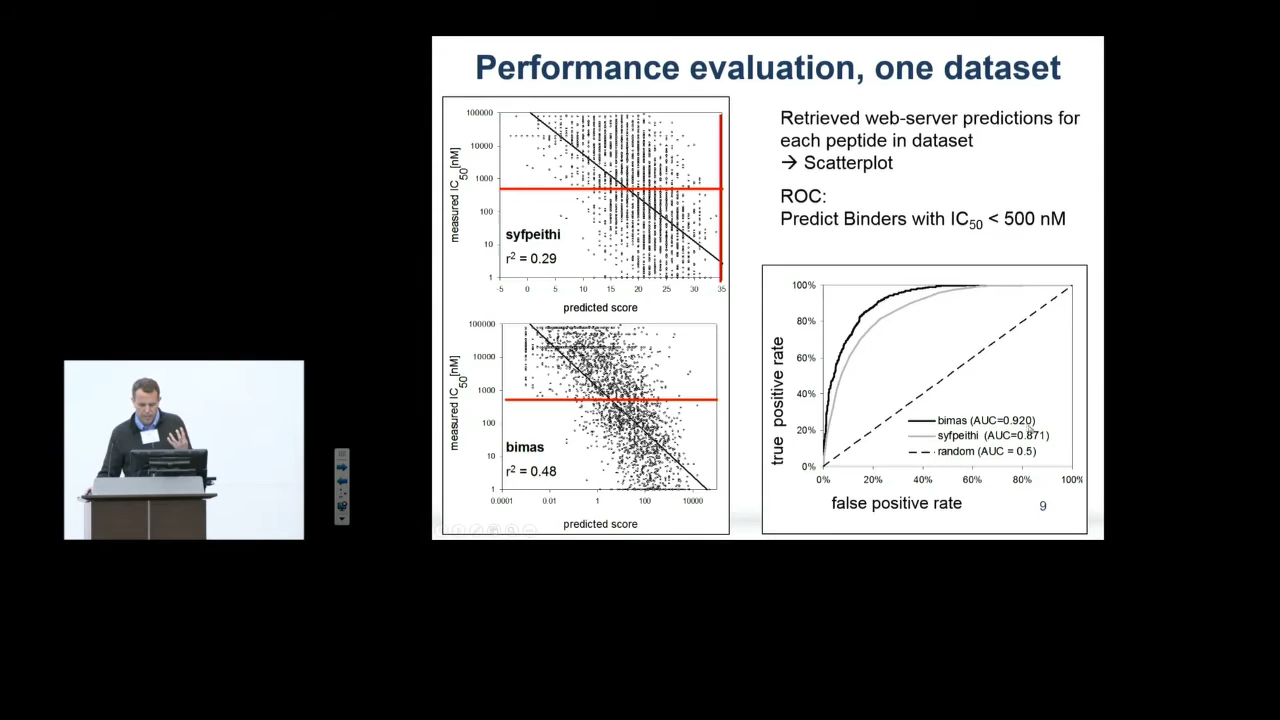 Performance evaluation, one dataset
100000
10000
1000
100
10
1
measured IC50[nM]
syfpeithi
r² = 0.29
-5 0 5 10 15 20 25 30 35
predicted score
100000
10000
1000
100
10
1
measured IC50[nM]
bimas
r² = 0.48
0.0001 0.01 1 100 10000
predicted score
Retrieved web-server predictions for
each peptide in dataset
→ Scatterplot
ROC:
Predict Binders with IC50 < 500 nM
100%
80%
60%
40%
20%
0%
true positive rate
bimas (AUC=0.920)
syfpeithi (AUC=0.871)
random (AUC = 0.5)
0% 20% 40% 60% 80% 100%
false positive rate
9